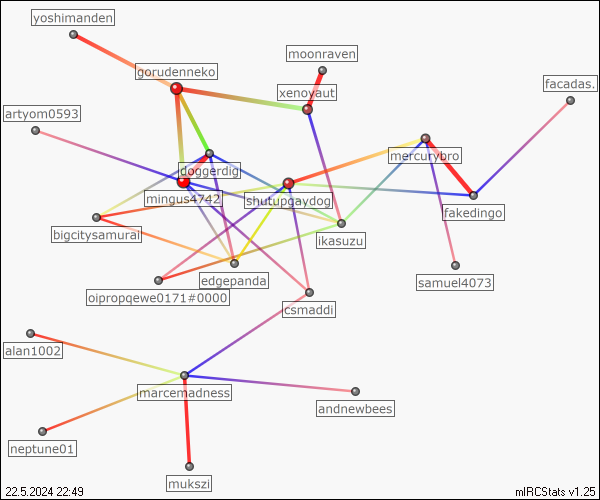 yoshimanden
moonraven
gorudenneko
facadas.
xenoyaut
artyom0593
mercurybro
doggerdig
mingus4742
shutupgaydog
fakedingo
bigcitysamurai
ikasuzu
edgepanda
samuel4073
oipropqewe0171#0000
csmaddi
alan1002
marcemadness
andnewbees
neptune01
mukszi
22.5.2024 22:49
mIRCStats v1.25